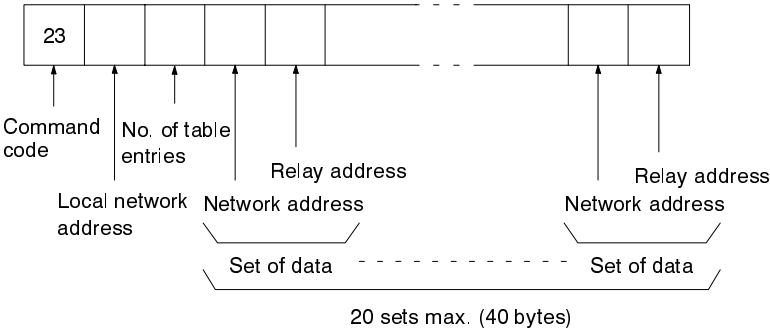 23
Command
code
No. of table
entries
Relay address
Relay address
Local network
address
Network address
Network address
Set of data
Set of data
20 sets max. (40 bytes)